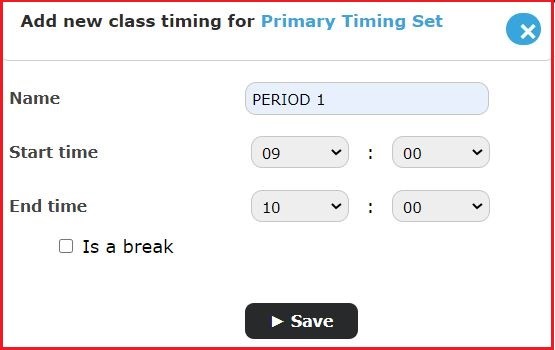 Add new class timing for Primary Timing Set
Name PERIOD 1
Start time 09 : 00
End time 10 : 00
Is a break
Save